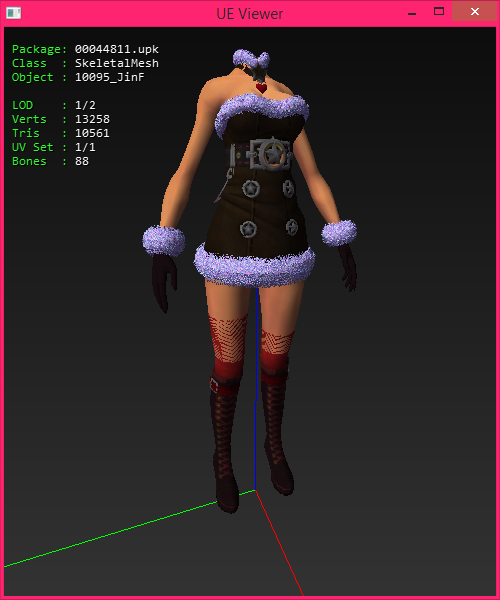 UE Viewer
Package: 00044811.upk
Class  : SkeletalMesh
Object : 10095_JinF
LOD    : 1/2
Verts  : 13258
Tris   : 10561
UV Set : 1/1
Bones  : 88